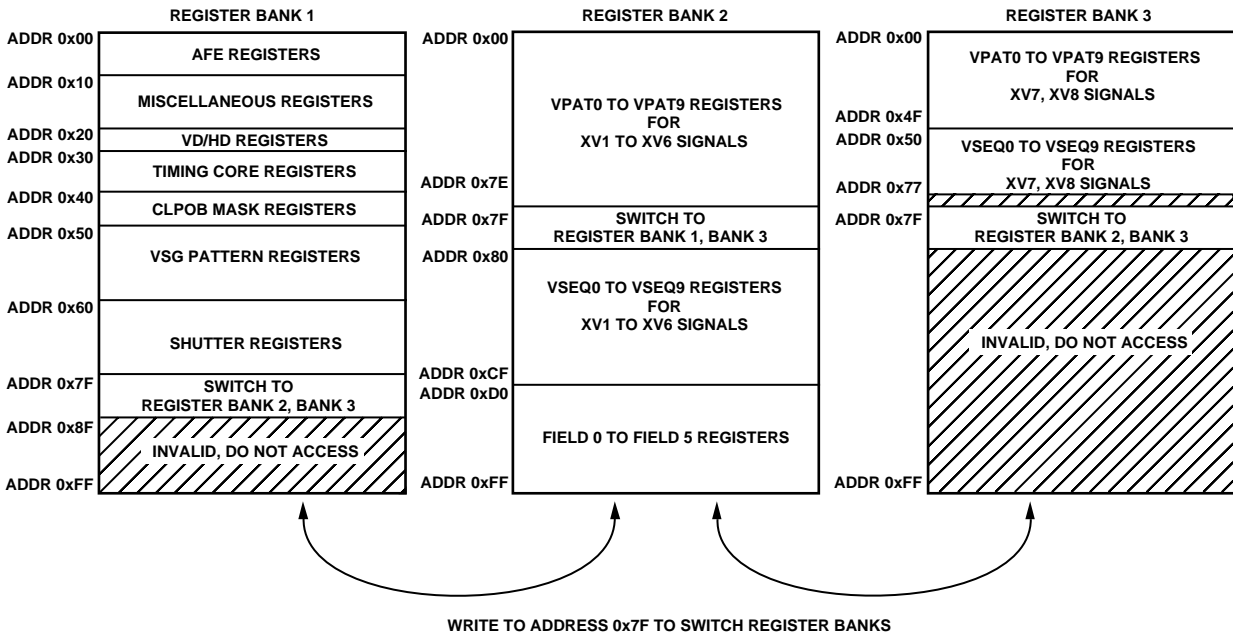 REGISTER BANK 1
ADDR 0x00
AFE REGISTERS
ADDR 0x10
MISCELLANEOUS REGISTERS
ADDR 0x20
VD/HD REGISTERS
ADDR 0x30
TIMING CORE REGISTERS
ADDR 0x40
CLPOB MASK REGISTERS
ADDR 0x50
VSG PATTERN REGISTERS
ADDR 0x60
SHUTTER REGISTERS
ADDR 0x7F
SWITCH TO
REGISTER BANK 2, BANK 3
ADDR 0x8F
INVALID, DO NOT ACCESS
ADDR 0xFF
REGISTER BANK 2
ADDR 0x00
VPAT0 TO VPAT9 REGISTERS
FOR
XV1 TO XV6 SIGNALS
ADDR 0x7E
ADDR 0x7F
SWITCH TO
REGISTER BANK 1, BANK 3
ADDR 0x80
VSEQ0 TO VSEQ9 REGISTERS
FOR
XV1 TO XV6 SIGNALS
ADDR 0xCF
ADDR 0xD0
FIELD 0 TO FIELD 5 REGISTERS
ADDR 0xFF
REGISTER BANK 3
ADDR 0x00
VPAT0 TO VPAT9 REGISTERS
FOR
XV7, XV8 SIGNALS
ADDR 0x4F
ADDR 0x50
VSEQ0 TO VSEQ9 REGISTERS
FOR
XV7, XV8 SIGNALS
ADDR 0x77
ADDR 0x7F
SWITCH TO
REGISTER BANK 2, BANK 3
INVALID, DO NOT ACCESS
ADDR 0xFF
WRITE TO ADDRESS 0x7F TO SWITCH REGISTER BANKS